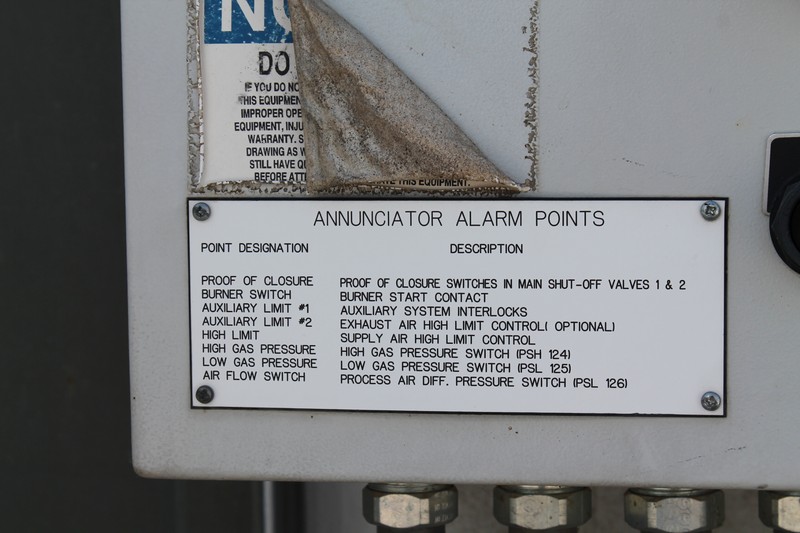 DO
IF YOU DO NO
THIS EQUIPMEN
IMPROPER OPE
EQUIPMENT, INJU
WARRANTY. S
DRAWING AS W
STILL HAVE QU
BEFORE ATT
THIS EQUIPMENT.
ANNUNCIATOR ALARM POINTS
POINT DESIGNATION DESCRIPTION
PROOF OF CLOSURE PROOF OF CLOSURE SWITCHES IN MAIN SHUT-OFF VALVES 1 & 2
BURNER SWITCH BURNER START CONTACT
AUXILIARY LIMIT #1 AUXILIARY SYSTEM INTERLOCKS
AUXILIARY LIMIT #2 EXHAUST AIR HIGH LIMIT CONTROL( OPTIONAL)
HIGH LIMIT SUPPLY AIR HIGH LIMIT CONTROL
HIGH GAS PRESSURE HIGH GAS PRESSURE SWITCH (PSH 124)
LOW GAS PRESSURE LOW GAS PRESSURE SWITCH (PSL 125)
AIR FLOW SWITCH PROCESS AIR DIFF. PRESSURE SWITCH (PSL 126)